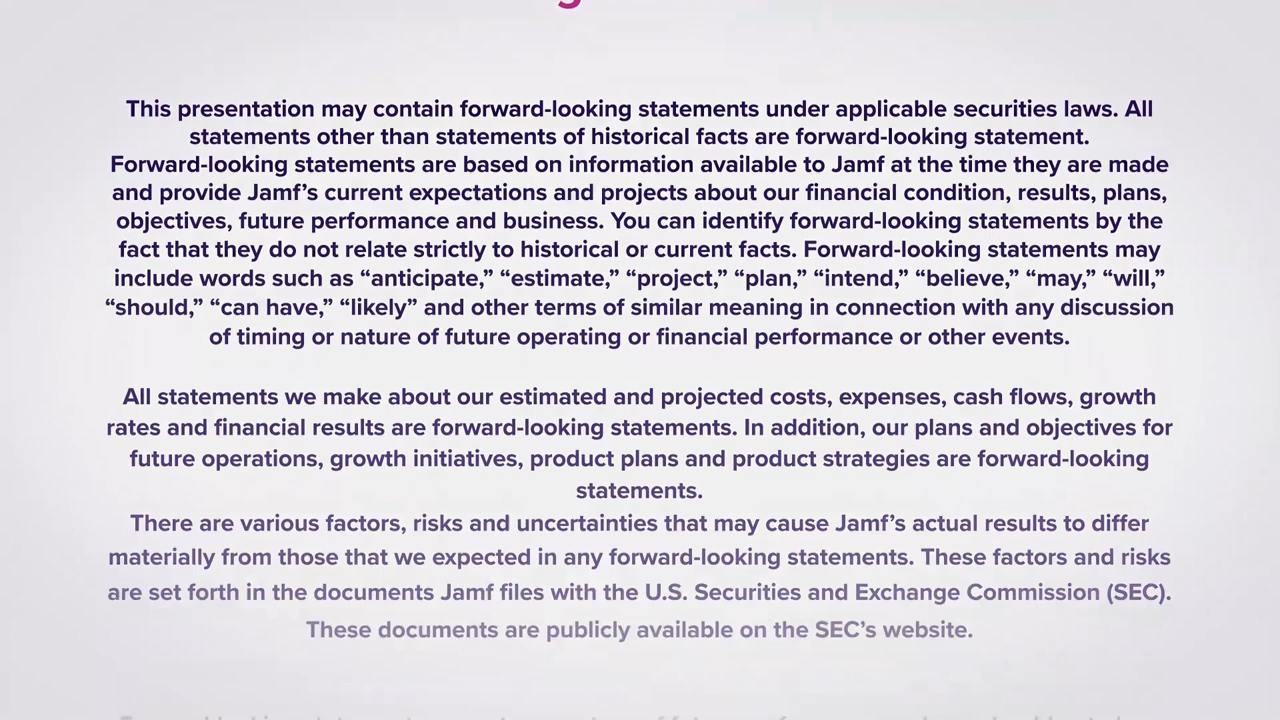 This presentation may contain forward-looking statements under applicable securities laws. All
statements other than statements of historical facts are forward-looking statement.
Forward-looking statements are based on information available to Jamf at the time they are made
and provide Jamf’s current expectations and projects about our financial condition, results, plans,
objectives, future performance and business. You can identify forward-looking statements by the
fact that they do not relate strictly to historical or current facts. Forward-looking statements may
include words such as “anticipate,” “estimate,” “project,” “plan,” “intend,” “believe,” “may,” “will,”
“should,” “can have,” “likely” and other terms of similar meaning in connection with any discussion
of timing or nature of future operating or financial performance or other events.
All statements we make about our estimated and projected costs, expenses, cash flows, growth
rates and financial results are forward-looking statements. In addition, our plans and objectives for
future operations, growth initiatives, product plans and product strategies are forward-looking
statements.
There are various factors, risks and uncertainties that may cause Jamf’s actual results to differ
materially from those that we expected in any forward-looking statements. These factors and risks
are set forth in the documents Jamf files with the U.S. Securities and Exchange Commission (SEC).
These documents are publicly available on the SEC’s website.